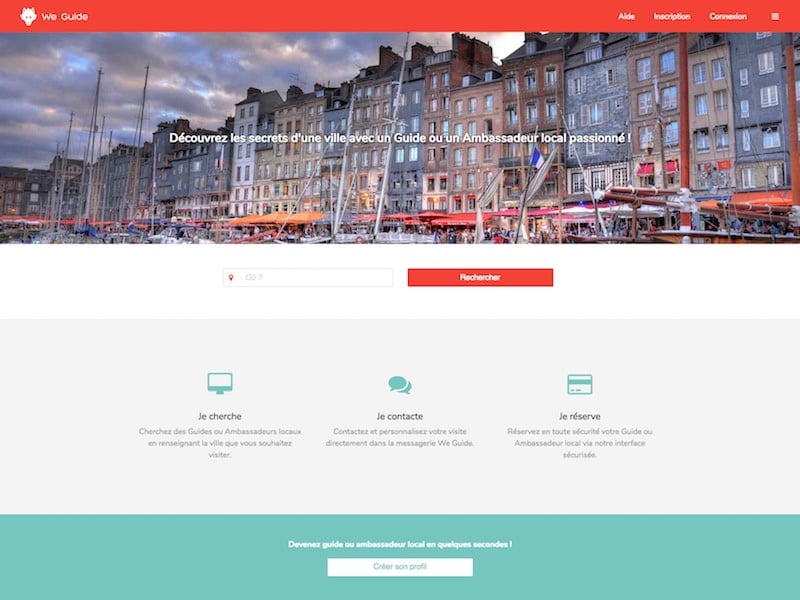 We Guide
Aide Inscription Connexion
Découvrez les secrets d'une ville avec un Guide ou un Ambassadeur local passionné !
Où ?
Rechercher
Je cherche
Cherchez des Guides ou Ambassadeurs locaux
en renseignant la ville que vous souhaitez
visiter.
Je contacte
Contactez et personnalisez votre visite
directement dans la messagerie We Guide.
Je réserve
Réservez en toute sécurité votre Guide ou
Ambassadeur local via notre interface
sécurisée.
Devenez guide ou ambassadeur local en quelques secondes !
Créer son profil